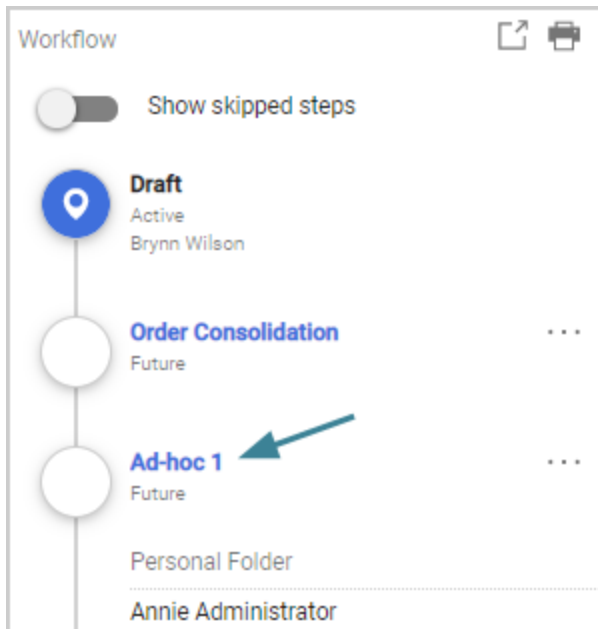 Workflow
Show skipped steps
Draft
Active
Brynn Wilson
Order Consolidation
Future
Ad-hoc 1
Future
Personal Folder
Annie Administrator